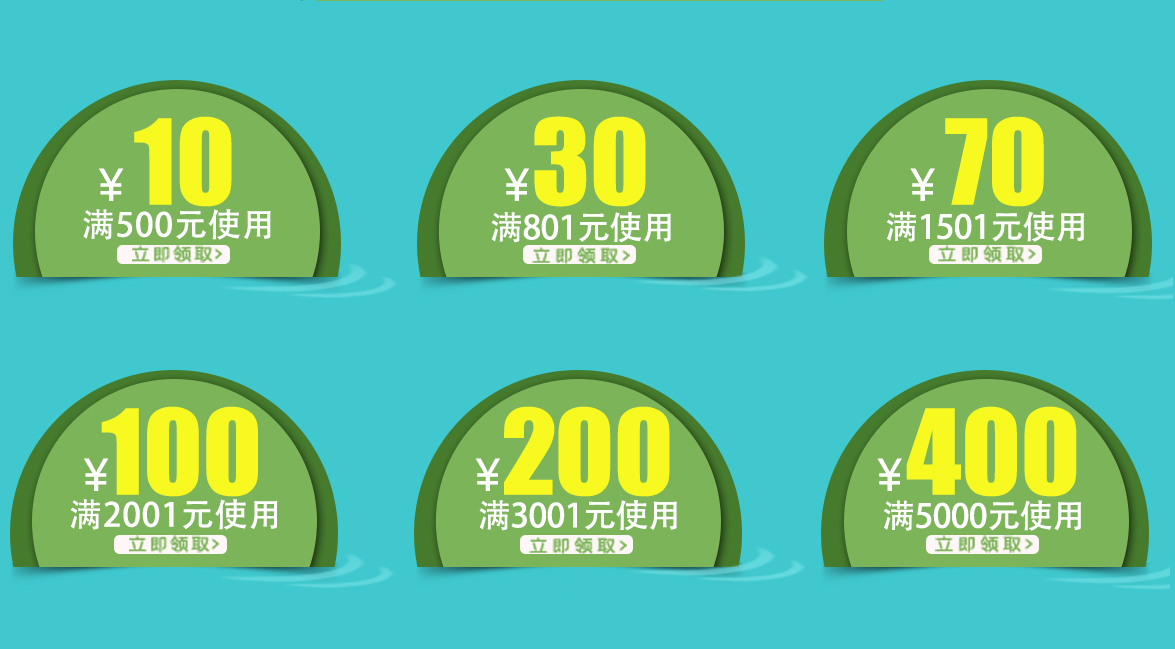 ¥10
满500元使用
立即领取>
¥30
满801元使用
立即领取>
¥70
满1501元使用
立即领取>
¥100
满2001元使用
立即领取>
¥200
满3001元使用
立即领取>
¥400
满5000元使用
立即领取>